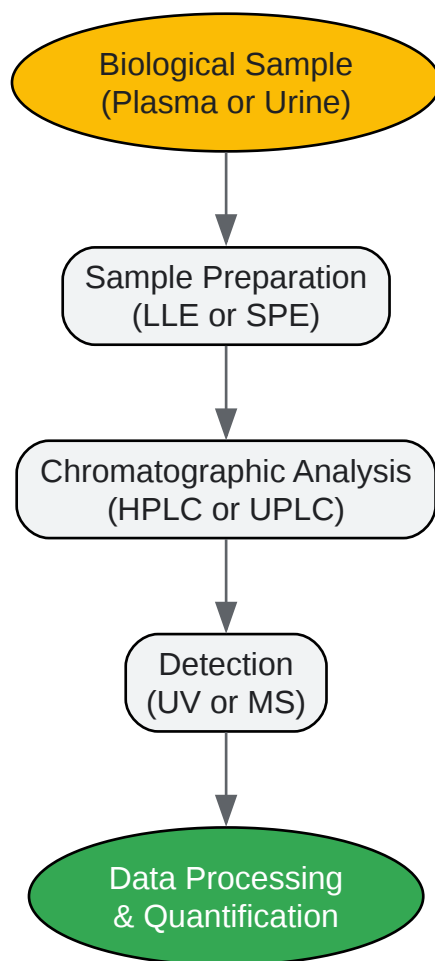 Biological Sample
(Plasma or Urine)
Sample Preparation
(LLE or SPE)
Chromatographic Analysis
(HPLC or UPLC)
Detection
(UV or MS)
Data Processing
& Quantification